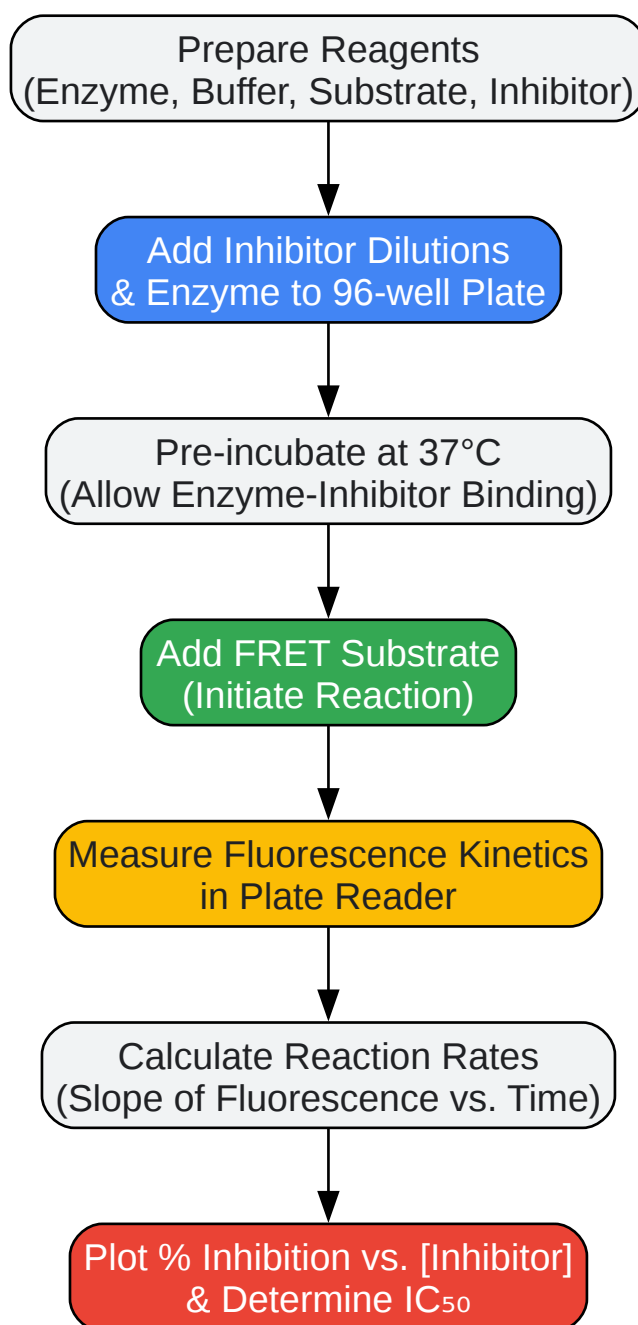 Prepare Reagents
(Enzyme, Buffer, Substrate, Inhibitor)
Add Inhibitor Dilutions
& Enzyme to 96-well Plate
Pre-incubate at 37°C
(Allow Enzyme-Inhibitor Binding)
Add FRET Substrate
(Initiate Reaction)
Measure Fluorescence Kinetics
in Plate Reader
Calculate Reaction Rates
(Slope of Fluorescence vs. Time)
Plot % Inhibition vs. [Inhibitor]
& Determine IC₅₀